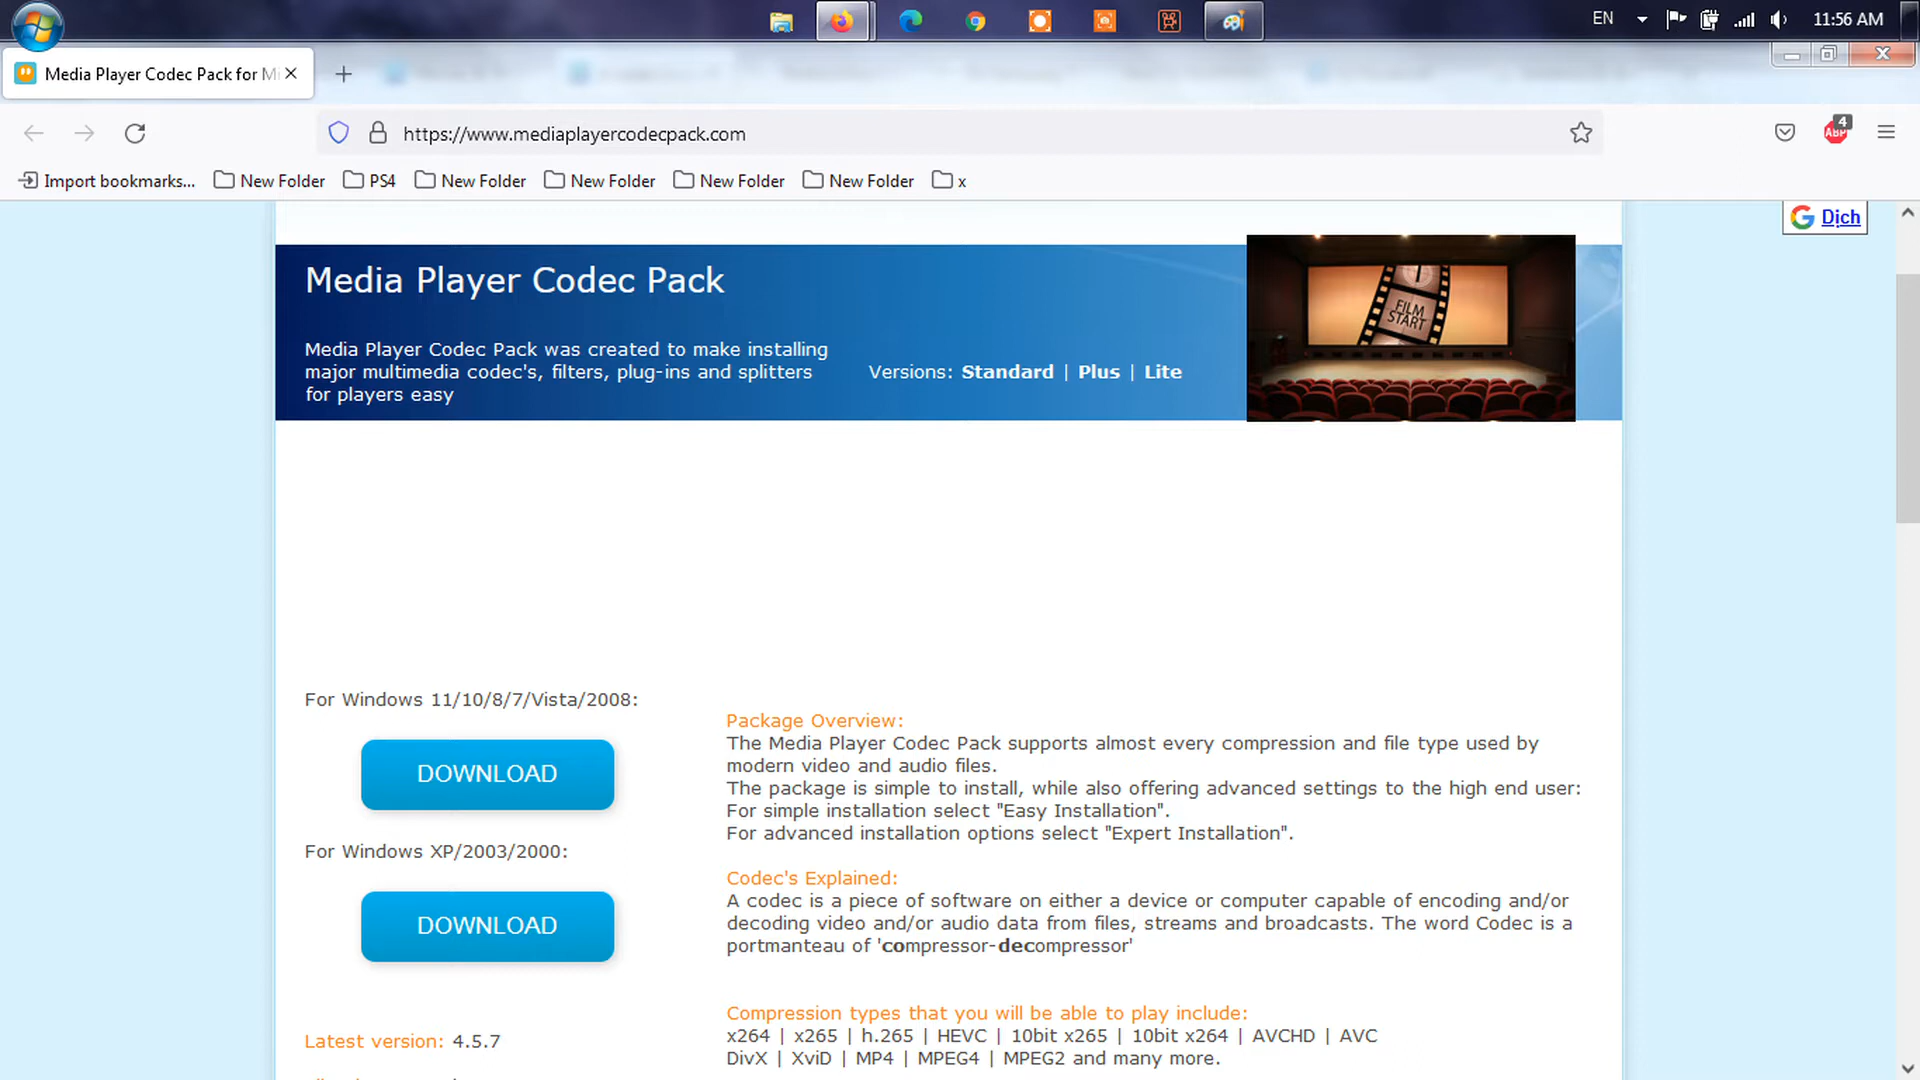 EN
11:56 AM
Media Player Codec Pack for Mi
https://www.mediaplayercodecpack.com
4
ABP
Import bookmarks...
New Folder
PS4
New Folder
New Folder
New Folder
New Folder
x
Dịch
Media Player Codec Pack
FILM
START
Media Player Codec Pack was created to make installing
major multimedia codec's, filters, plug-ins and splitters
for players easy
Versions: Standard | Plus | Lite
For Windows 11/10/8/7/Vista/2008:
DOWNLOAD
For Windows XP/2003/2000:
DOWNLOAD
Latest version: 4.5.7
Package Overview:
The Media Player Codec Pack supports almost every compression and file type used by
modern video and audio files.
The package is simple to install, while also offering advanced settings to the high end user:
For simple installation select "Easy Installation".
For advanced installation options select "Expert Installation".
Codec's Explained:
A codec is a piece of software on either a device or computer capable of encoding and/or
decoding video and/or audio data from files, streams and broadcasts. The word Codec is a
portmanteau of 'compressor-decompressor'
Compression types that you will be able to play include:
x264 | x265 | h.265 | HEVC | 10bit x265 | 10bit x264 | AVCHD | AVC
DivX | XviD | MP4 | MPEG4 | MPEG2 and many more.